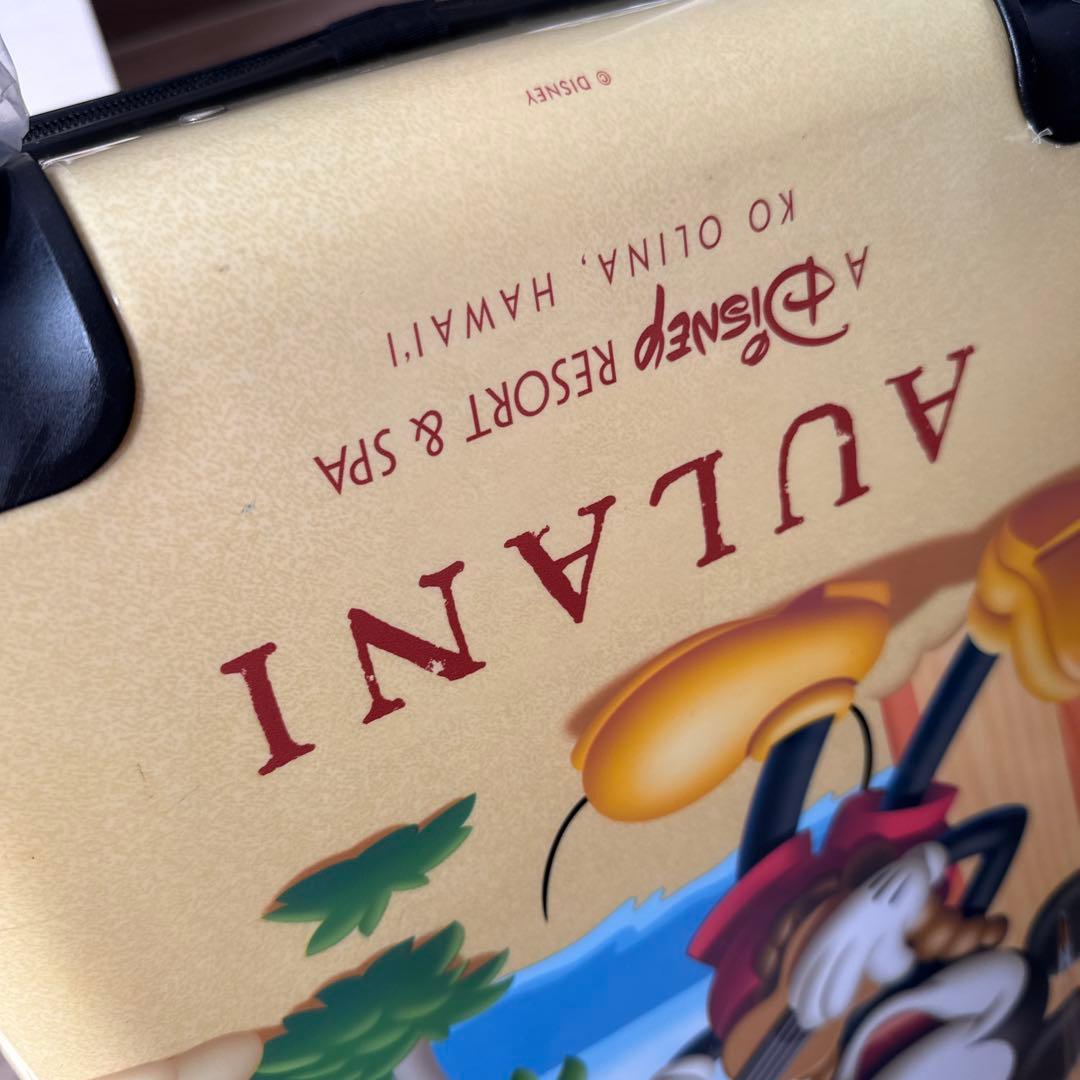 AULANI
A Disney RESORT & SPA
KO OLINA, HAWAI'I
© DISNEY